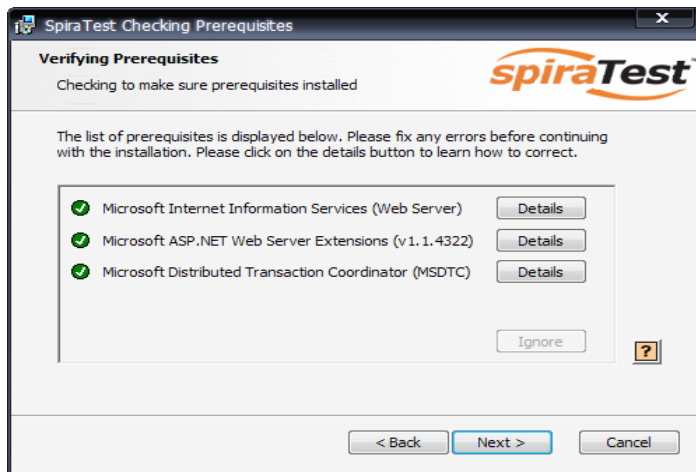 SpiraTest Checking Prerequisites
x
Verifying Prerequisites
Checking to make sure prerequisites installed
spiraTest™
The list of prerequisites is displayed below. Please fix any errors before continuing
with the installation. Please click on the details button to learn how to correct.
Microsoft Internet Information Services (Web Server) Details
Microsoft ASP.NET Web Server Extensions (v1.1.4322) Details
Microsoft Distributed Transaction Coordinator (MSDTC) Details
Ignore
?
< Back Next > Cancel